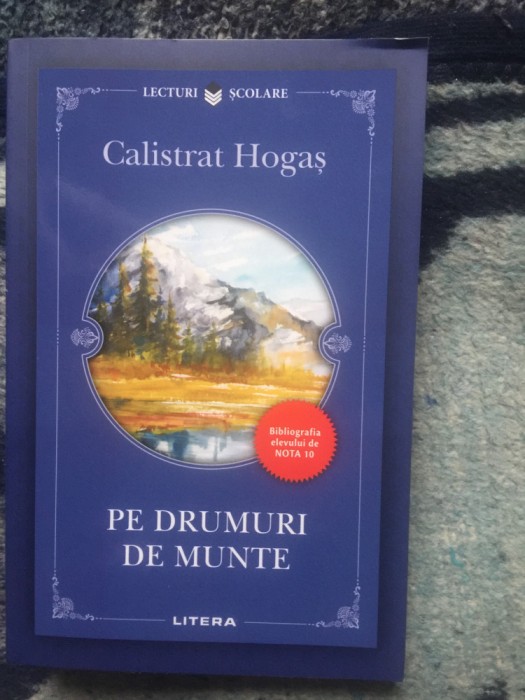 LECTURI ȘCOLARE
Calistrat Hogaș
Bibliografia
elevului de
NOTA 10
PE DRUMURI
DE MUNTE
LITERA